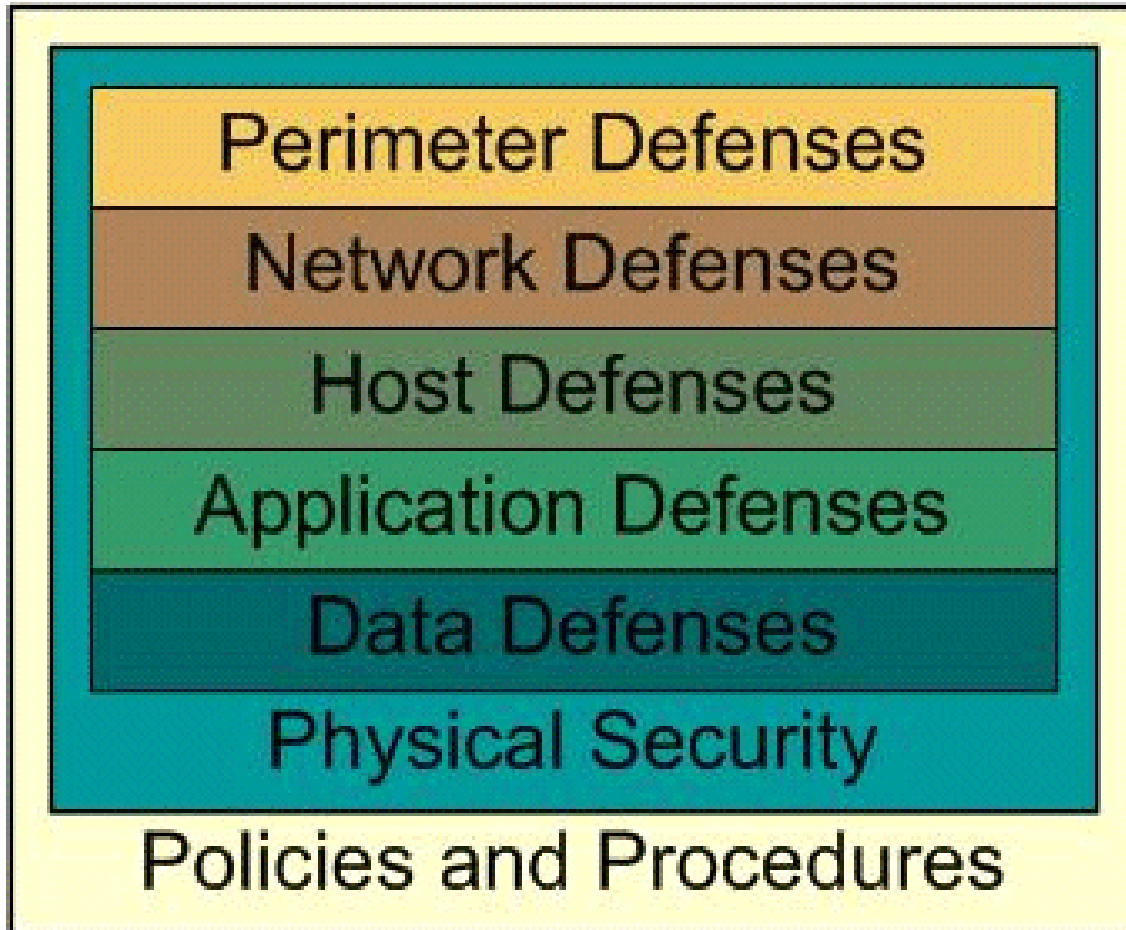 Perimeter Defenses
Network Defenses
Host Defenses
Application Defenses
Data Defenses
Physical Security
Policies and Procedures